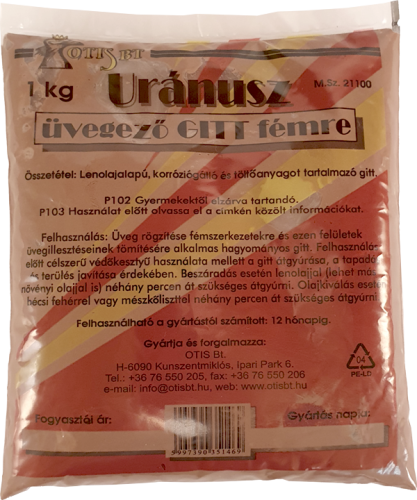 OTIS BT
Uránusz
1 kg
M.Sz. 21100
üvegező GITT fémre
Összetétel: Lenolajalapú, korróziógátló és töltőanyagot tartalmazó gitt.
P102 Gyermekektől elzárva tartandó.
P103 Használat előtt olvassa el a címkén közölt információkat.
Felhasználás: Üveg rögzítése fémszerkezetekre és ezen felületek
üvegillesztéseinek tömítésére alkalmas hagyományos gitt. Felhasználás
előtt célszerű védőkesztyű használata mellett a gitt átgyúrása, a tapadá
és terülés javítása érdekében. Beszáradás esetén lenolajjal (lehet más
növényi olajjal is) néhány percen át szükséges átgyúrni. Olajkiválás esetén
bécsi fehérrel vagy mészkőliszttel néhány percen át szükséges átgyúrni
Felhasználható a gyártástól számított: 12 hónapig.
Gyártja és forgalmazza:
OTIS Bt.
H-6090 Kunszentmiklós, Ipari Park 6.
Tel.: +36 76 550 205, fax: +36 76 550 206
e-mail: info@otisbt.hu, web: www.otisbt.hu
04
PE-LD
Fogyasztói ár:
Gyártás napja:
5997390351469